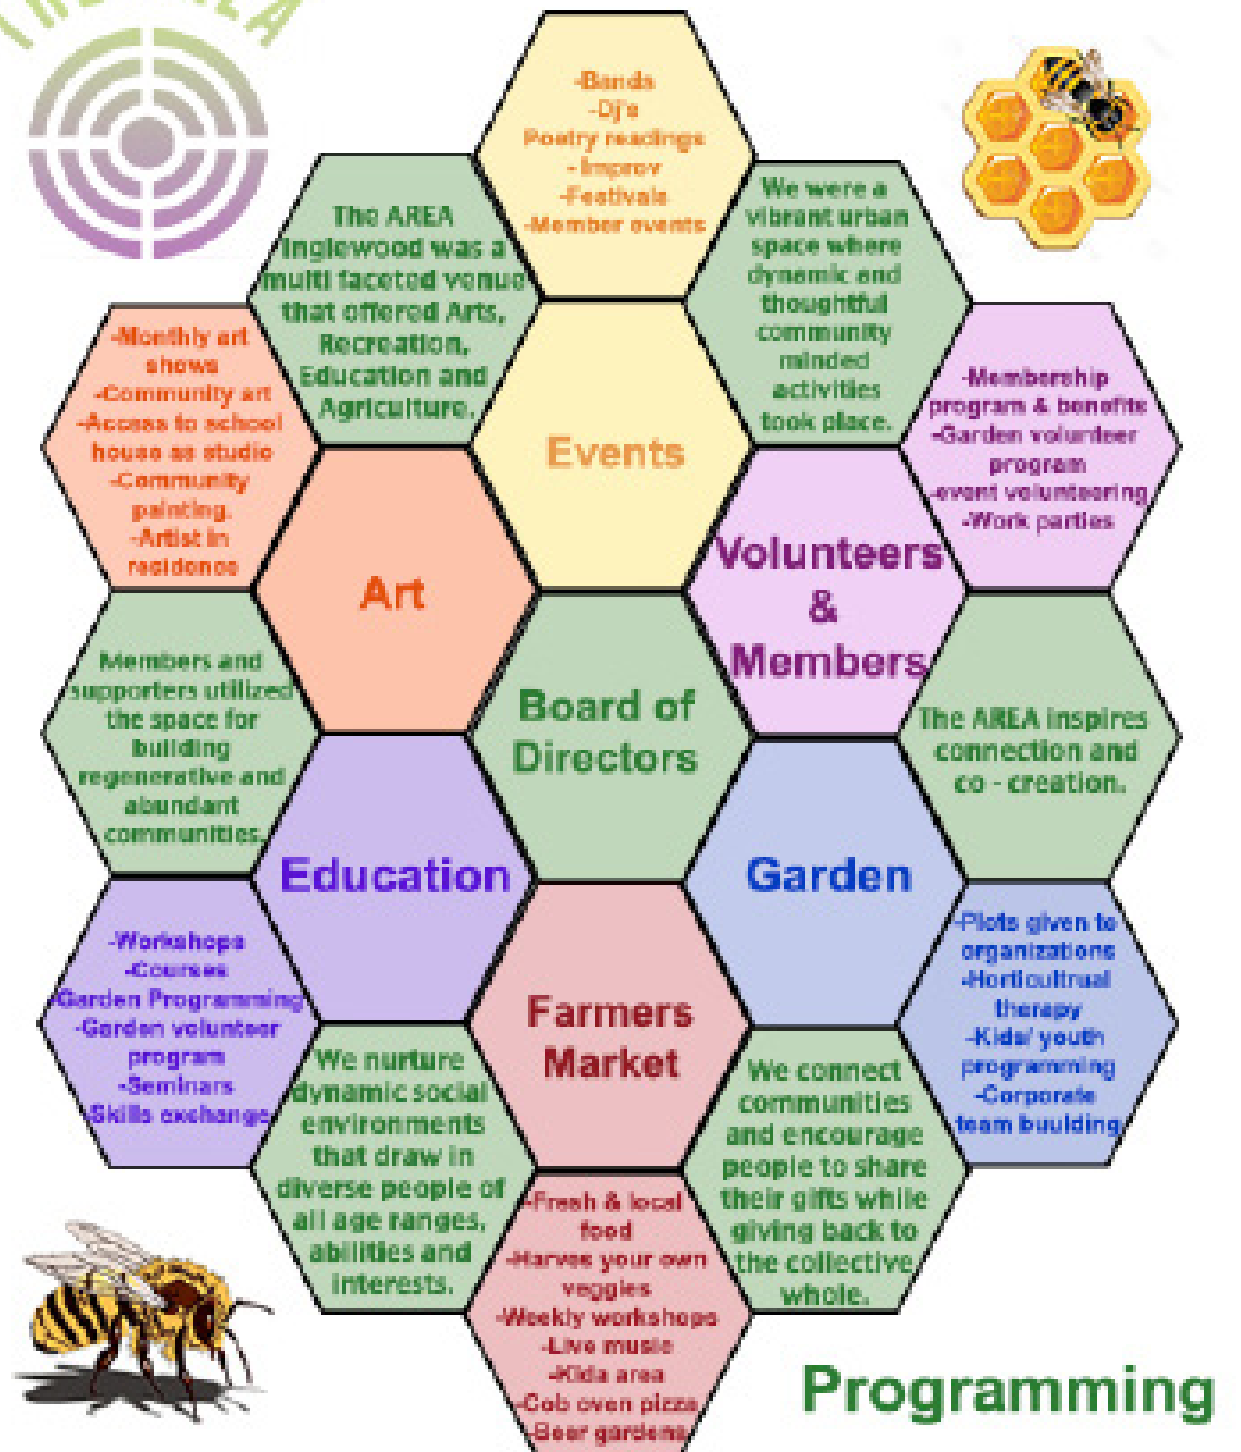 THE AREA
-Bands
-Dj's
Poetry readings
- Improv
-Festivals
-Member events
The AREA
Inglewood was a
multi faceted venue
that offered Arts,
Recreation,
Education and
Agriculture.
We were a
vibrant urban
space where
dynamic and
thoughtful
community
minded
activities
took place.
-Monthly art
shows
-Community art
-Access to school
house as studio
-Community
painting.
-Artist in
residence
Events
-Membership
program & benefits
-Garden volunteer
program
-event volunteering
-Work parties
Art
Volunteers
&
Members
Members and
supporters utilized
the space for
building
regenerative and
abundant
communities.
Board of
Directors
The AREA inspires
connection and
co - creation.
Education
Garden
-Workshops
-Courses
Garden Programming
-Garden volunteer
program
-Seminars
-Skills exchange
Farmers
Market
-Plots given to
organizations
-Horticultrual
therapy
-Kids/ youth
programming
-Corporate
team buulding
We nurture
dynamic social
environments
that draw in
diverse people of
all age ranges,
abilities and
interests.
We connect
communities
and encourage
people to share
their gifts while
giving back to
the collective
whole.
-Fresh & local
food
-Harves your own
veggies
-Weekly workshops
-Live music
-Kids area
-Cob oven pizza
-Beer gardens
Programming